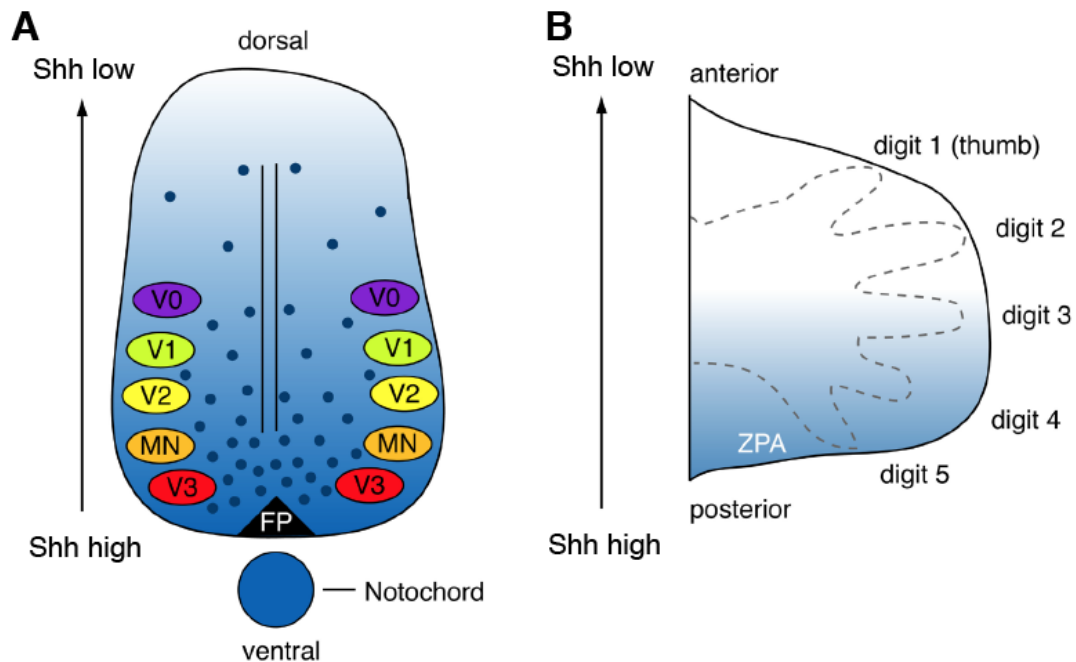 A
dorsal
Shh low
V0
V0
V1
V1
V2
V2
MN
MN
V3
V3
FP
Shh high
Notochord
ventral
B
Shh low
anterior
digit 1 (thumb)
digit 2
digit 3
digit 4
ZPA
digit 5
posterior
Shh high